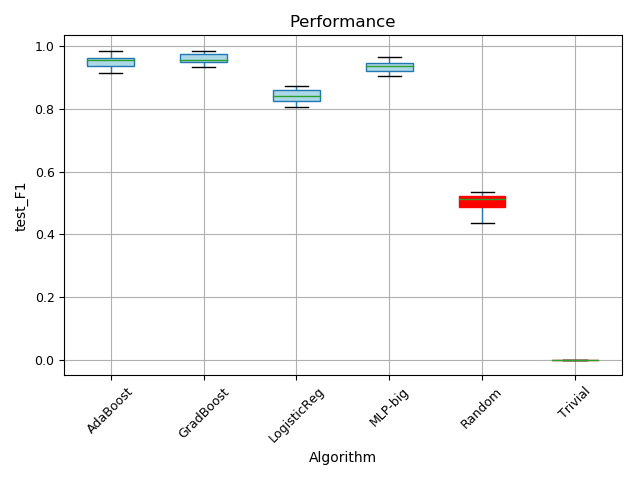 Performance
1.0
0.8
0.6
0.4
0.2
0.0
test_F1
AdaBoost
GradBoost
LogisticReg
MLP-big
Random
Trivial
Algorithm